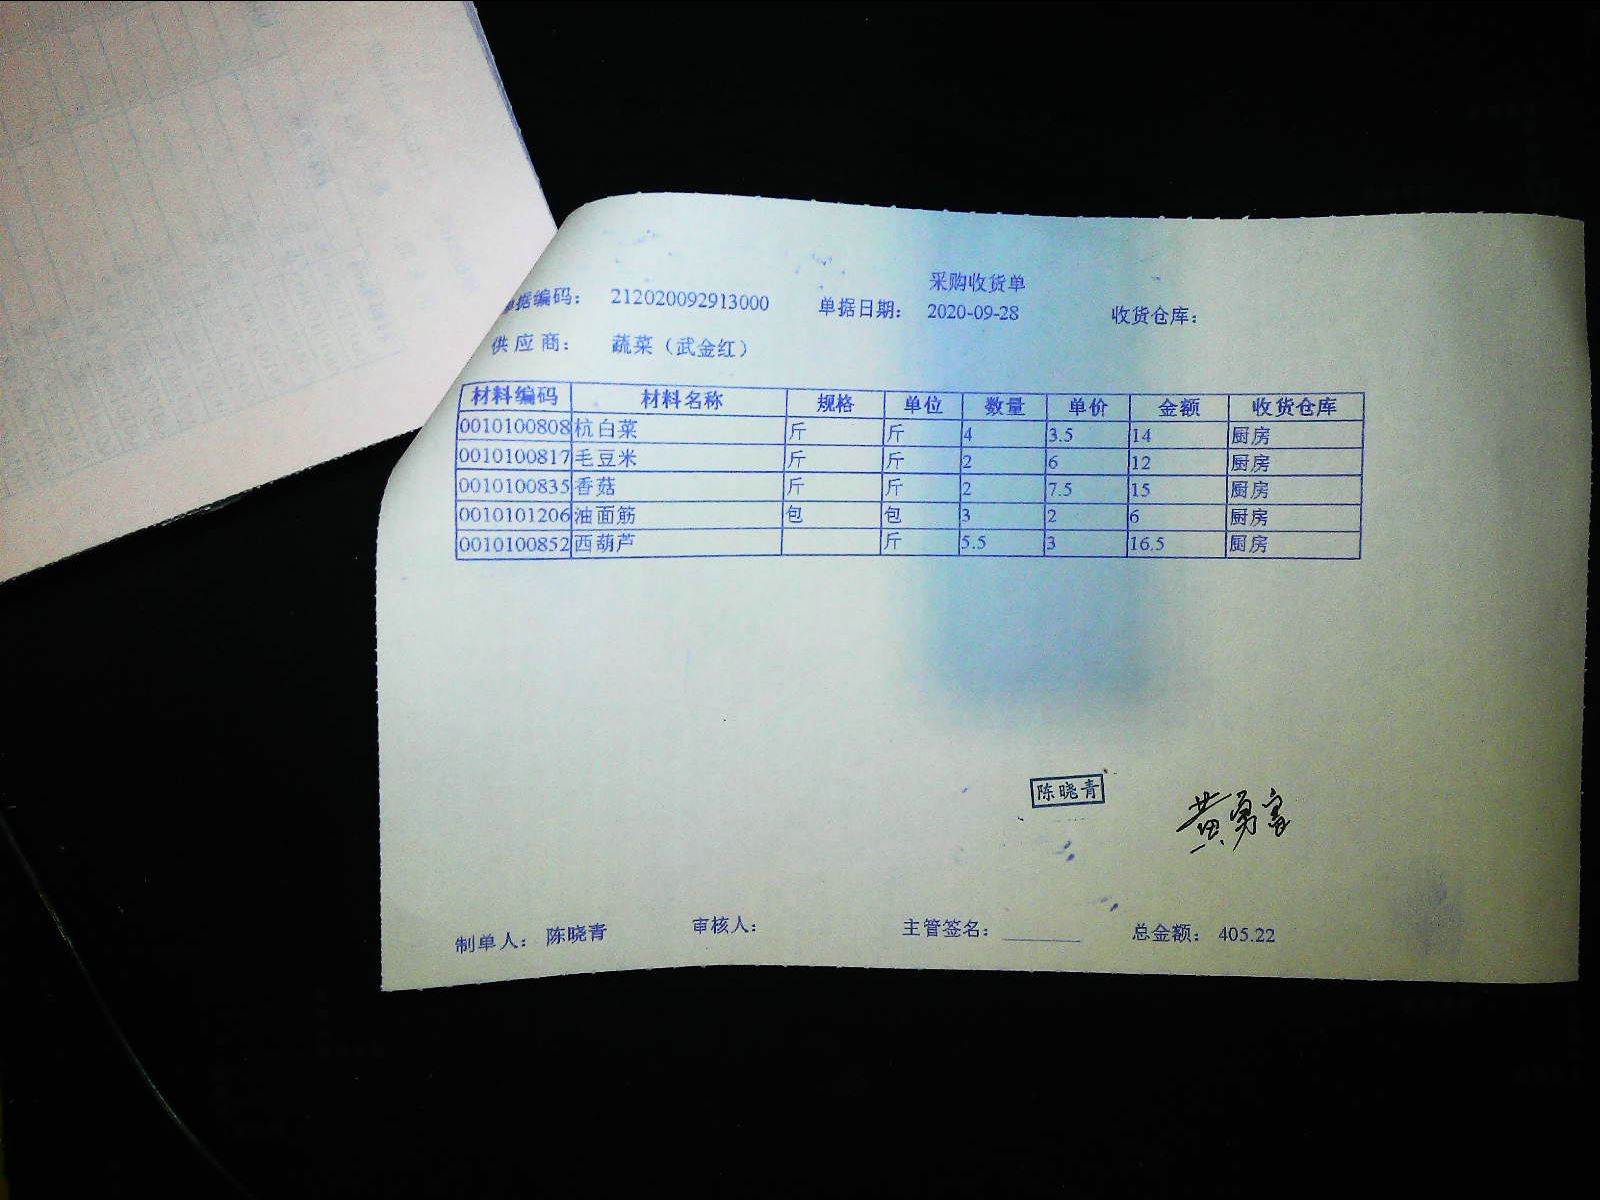 采购收货单
单据编码： 212020092913000 单据日期： 2020-09-28 收货仓库：
供应商： 蔬菜（武金红）
材料编码 材料名称 规格 单位 数量 单价 金额 收货仓库
0010100808 杭白菜 斤 斤 4 3.5 14 厨房
0010100817 毛豆米 斤 斤 2 6 12 厨房
0010100835 香菇 斤 斤 2 7.5 15 厨房
0010101206 油面筋 包 包 3 2 6 厨房
0010100852 西葫芦 斤 5.5 3 16.5 厨房
陈晓青
黄勇富
制单人： 陈晓青 审核人： 主管签名：________ 总金额： 405.22